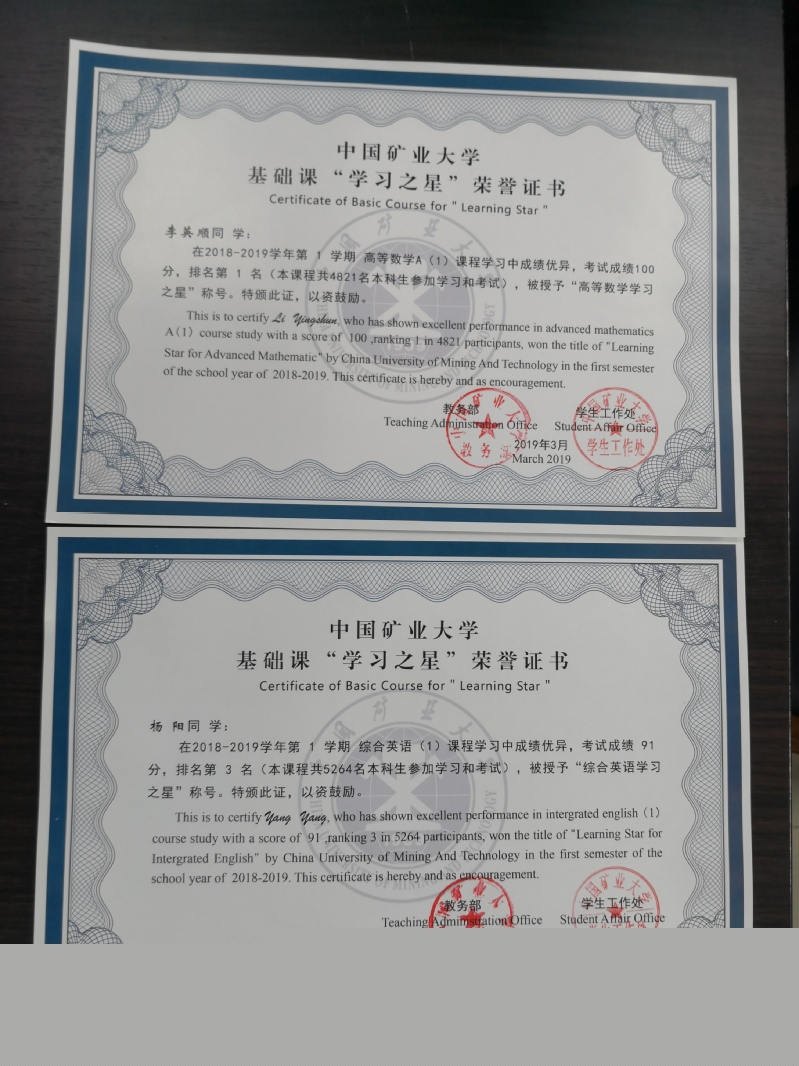 中国矿业大学
基础课“学习之星”荣誉证书
Certificate of Basic Course for " Learning Star "
李英顺同 学：
在2018-2019学年第 1 学期 高等数学A（1）课程学习中成绩优异，考试成绩100
分，排名第 1 名（本课程共4821名本科生参加学习和考试），被授予“高等数学学习
之星”称号。特颁此证，以资鼓励。
This is to certify Li Yingshun, who has shown excellent performance in advanced mathematics
A(1) course study with a score of 100 ,ranking 1 in 4821 participants, won the title of "Learning
Star for Advanced Mathematic" by China University of Mining And Technology in the first semester
of the school year of 2018-2019. This certificate is hereby and as encouragement.
教务部 学生工作处
Teaching Administration Office Student Affair Office
中国矿业大学
学生工作处
2019年3月
March 2019
中国矿业大学
基础课“学习之星”荣誉证书
Certificate of Basic Course for " Learning Star "
杨 阳同 学：
在2018-2019学年第 1 学期 综合英语（1）课程学习中成绩优异，考试成绩 91
分，排名第 3 名（本课程共5264名本科生参加学习和考试），被授予“综合英语学习
之星”称号。特颁此证，以资鼓励。
This is to certify Yang Yang, who has shown excellent performance in intergrated english (1)
course study with a score of 91 ,ranking 3 in 5264 participants, won the title of "Learning Star for
Intergrated English" by China University of Mining And Technology in the first semester of the
school year of 2018-2019. This certificate is hereby and as encouragement.
教务部 学生工作处
Teaching Administration Office Student Affair Office
中国矿业大学